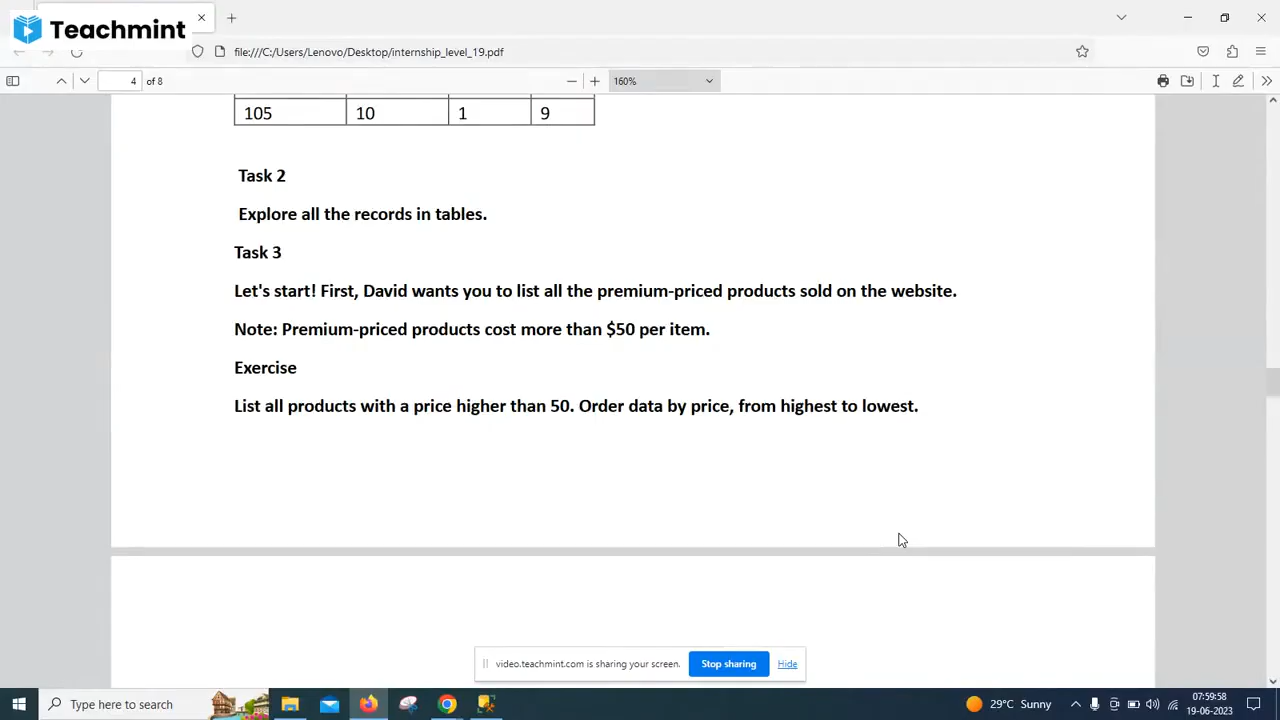 Teachmint
file:///C:/Users/Lenovo/Desktop/internship_level_19.pdf
4 of 8
160%
105 10 1 9
Task 2
Explore all the records in tables.
Task 3
Let's start! First, David wants you to list all the premium-priced products sold on the website.
Note: Premium-priced products cost more than $50 per item.
Exercise
List all products with a price higher than 50. Order data by price, from highest to lowest.
video.teachmint.com is sharing your screen.
Stop sharing
Hide
Type here to search
29°C Sunny
07:59:58
19-06-2023